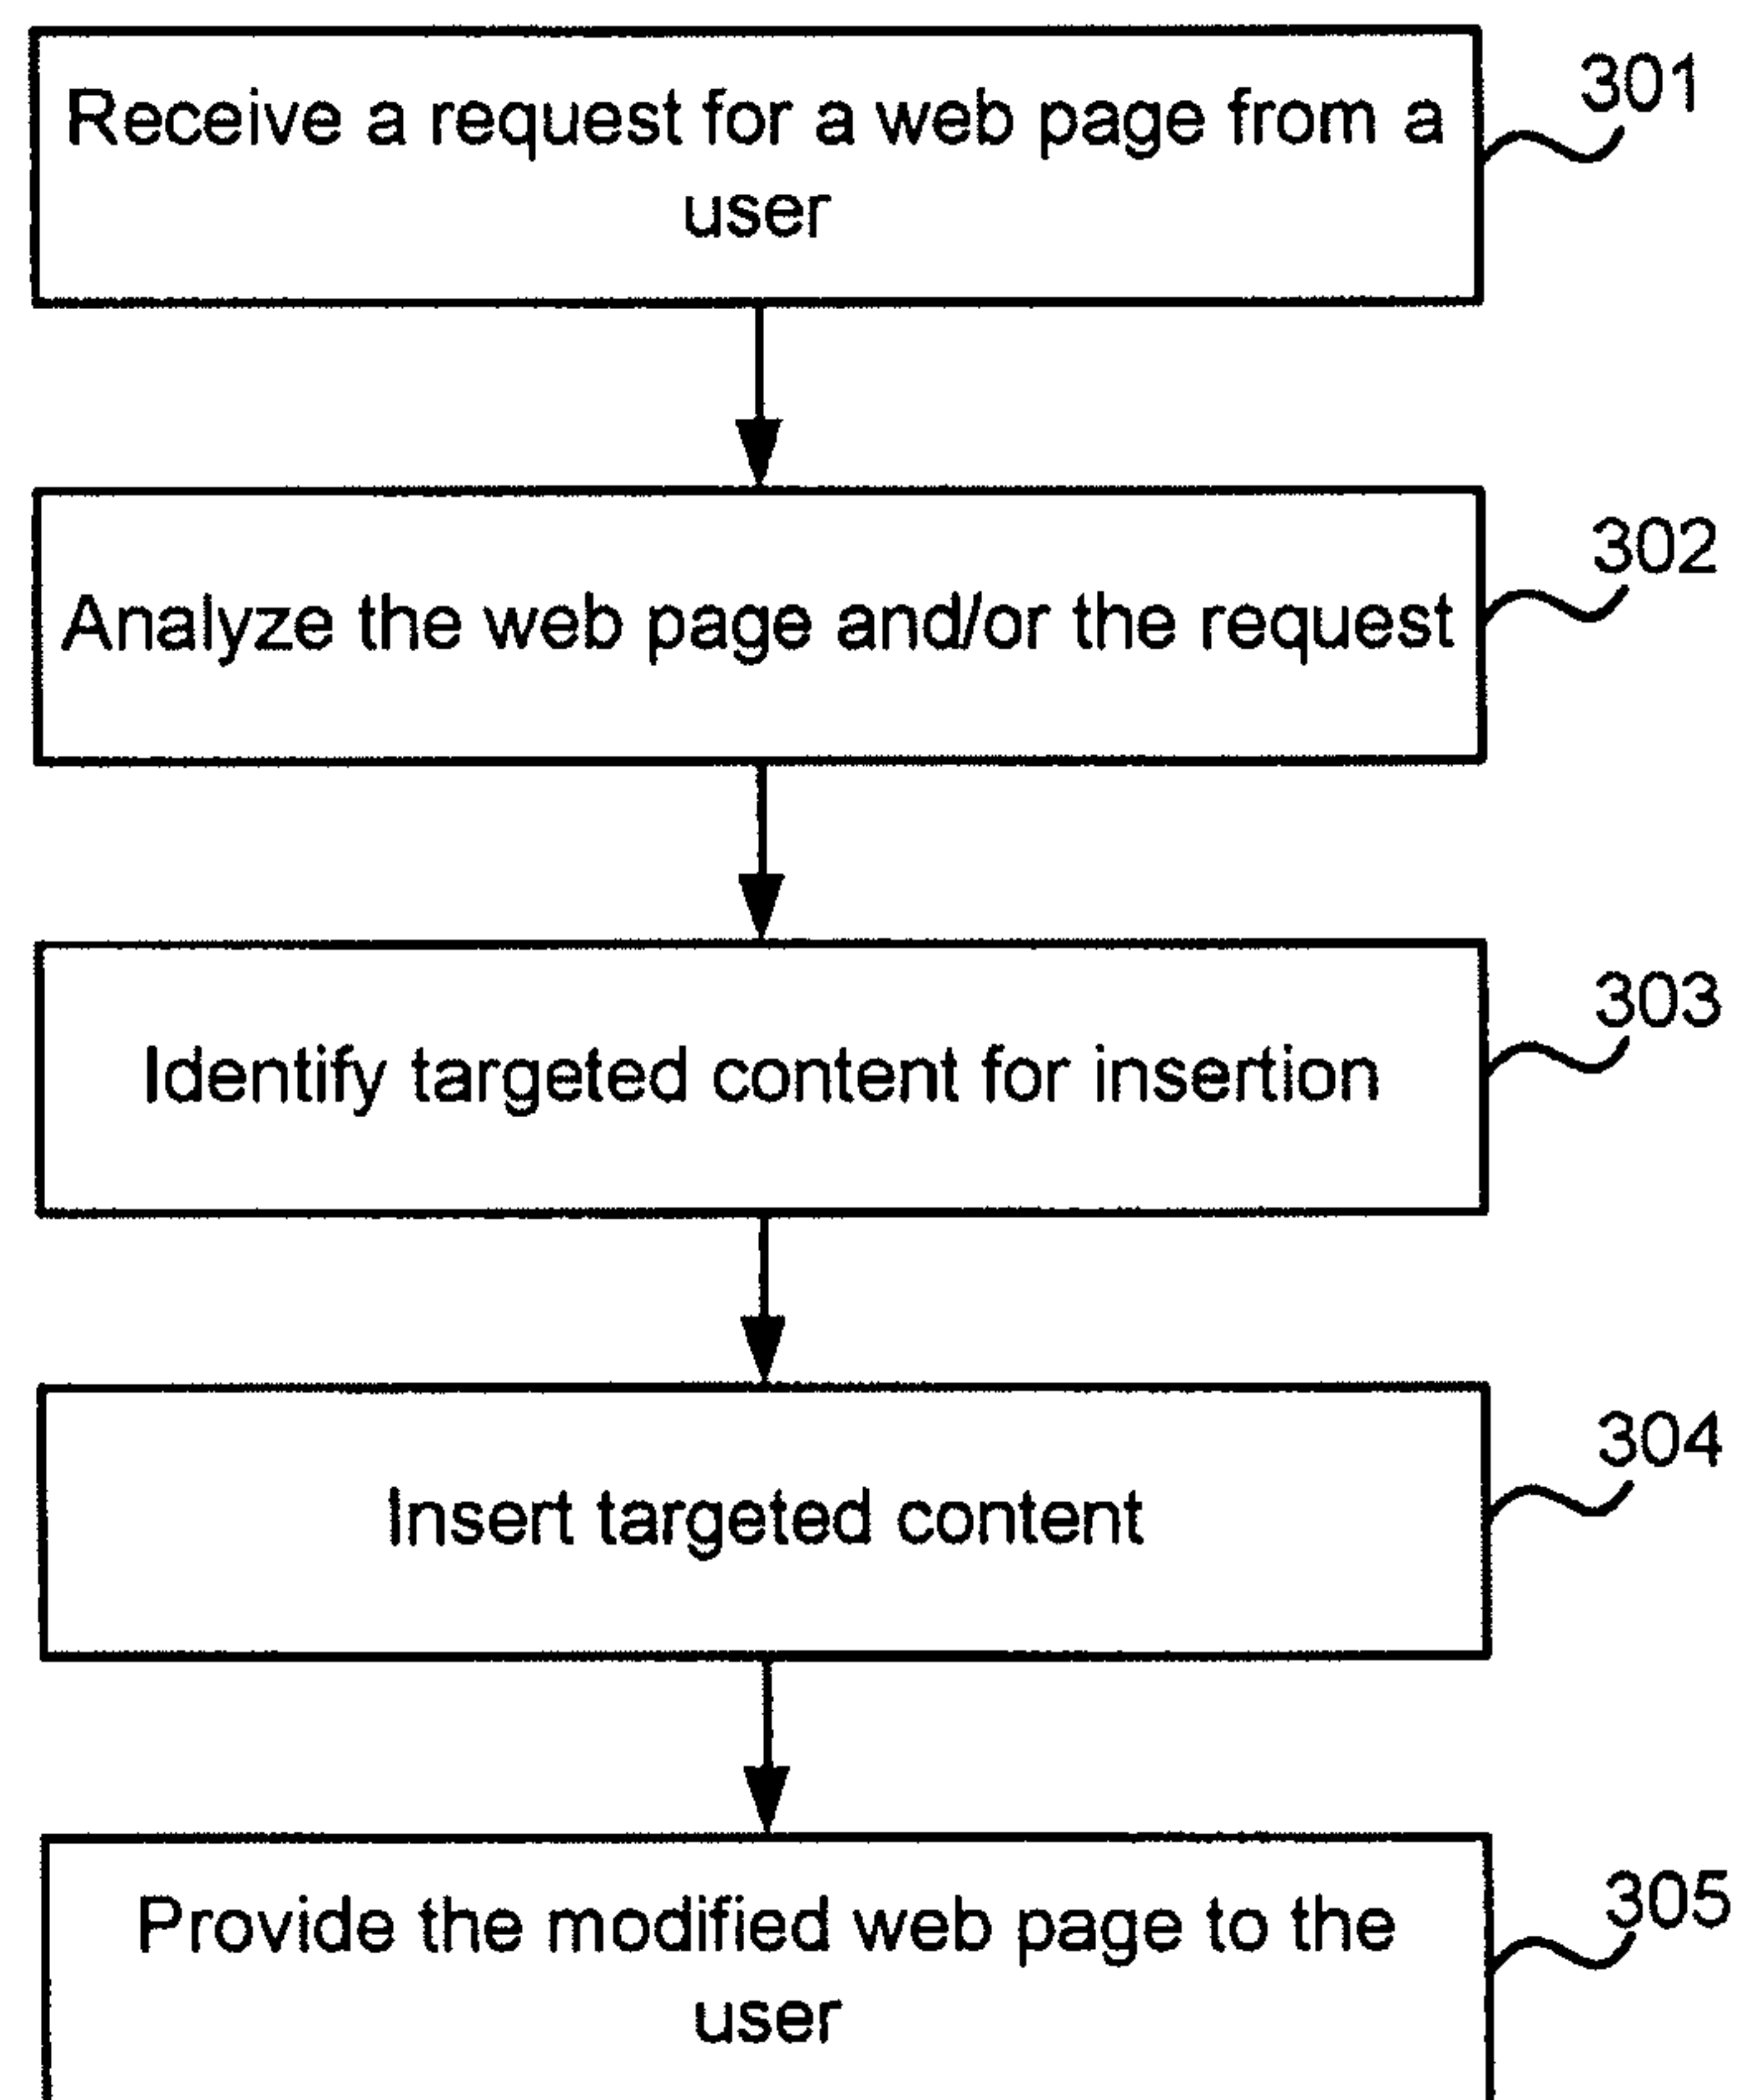 Receive a request for a web page from a
user
301
Analyze the web page and/or the request
302
Identify targeted content for insertion
303
Insert targeted content
304
Provide the modified web page to the
user
305